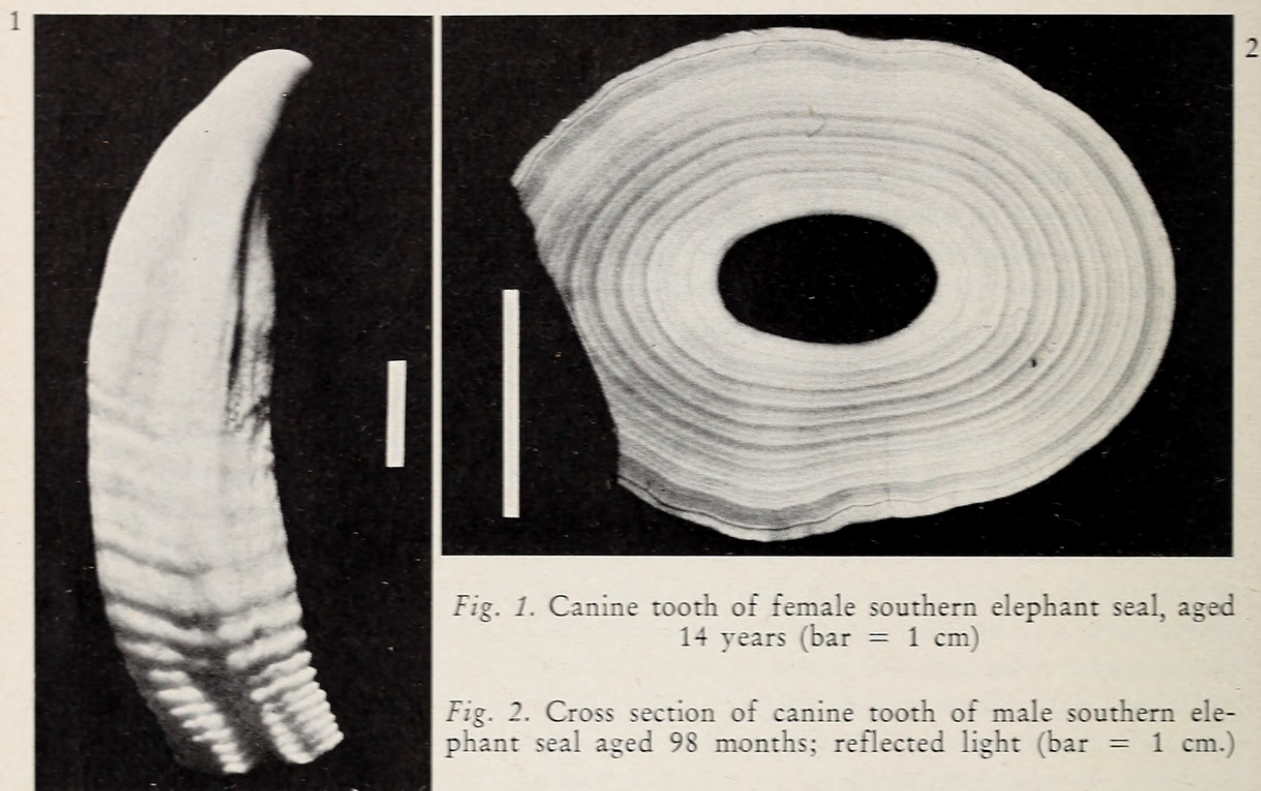 1
2
Fig. 1. Canine tooth of female southern elephant seal, aged
14 years (bar = 1 cm)
Fig. 2. Cross section of canine tooth of male southern ele-
phant seal aged 98 months; reflected light (bar = 1 cm.)